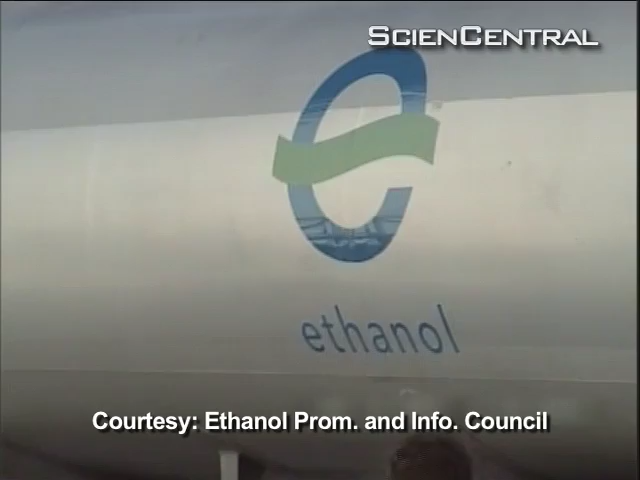 SCIENCENTRAL
e
ethanol
Courtesy: Ethanol Prom. and Info. Council